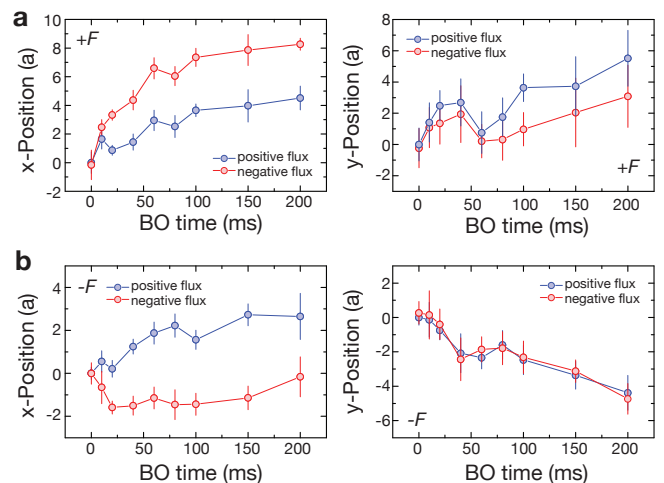 a
+F
x-Position (a)
10
8
6
4
2
0
-2
positive flux
negative flux
0 50 100 150 200
BO time (ms)
y-Position (a)
8
6
4
2
0
-2
positive flux
negative flux
+F
0 50 100 150 200
BO time (ms)
b
-F
x-Position (a)
6
4
2
0
-2
positive flux
negative flux
0 50 100 150 200
BO time (ms)
y-Position (a)
2
0
-2
-4
-6
positive flux
negative flux
-F
0 50 100 150 200
BO time (ms)